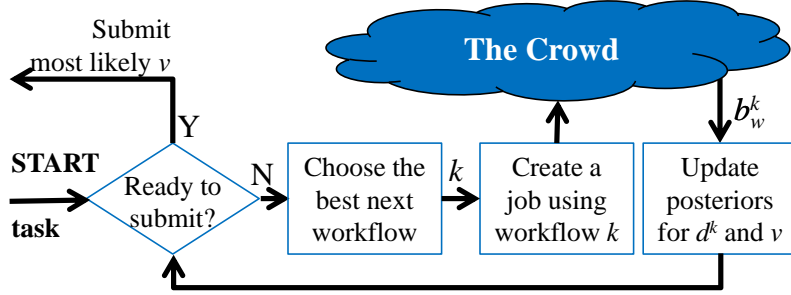 Submit
most likely v
The Crowd
b_w^k
Y
START
task
Ready to
submit?
N
Choose the
best next
workflow
k
Create a
job using
workflow k
Update
posteriors
for d^k and v